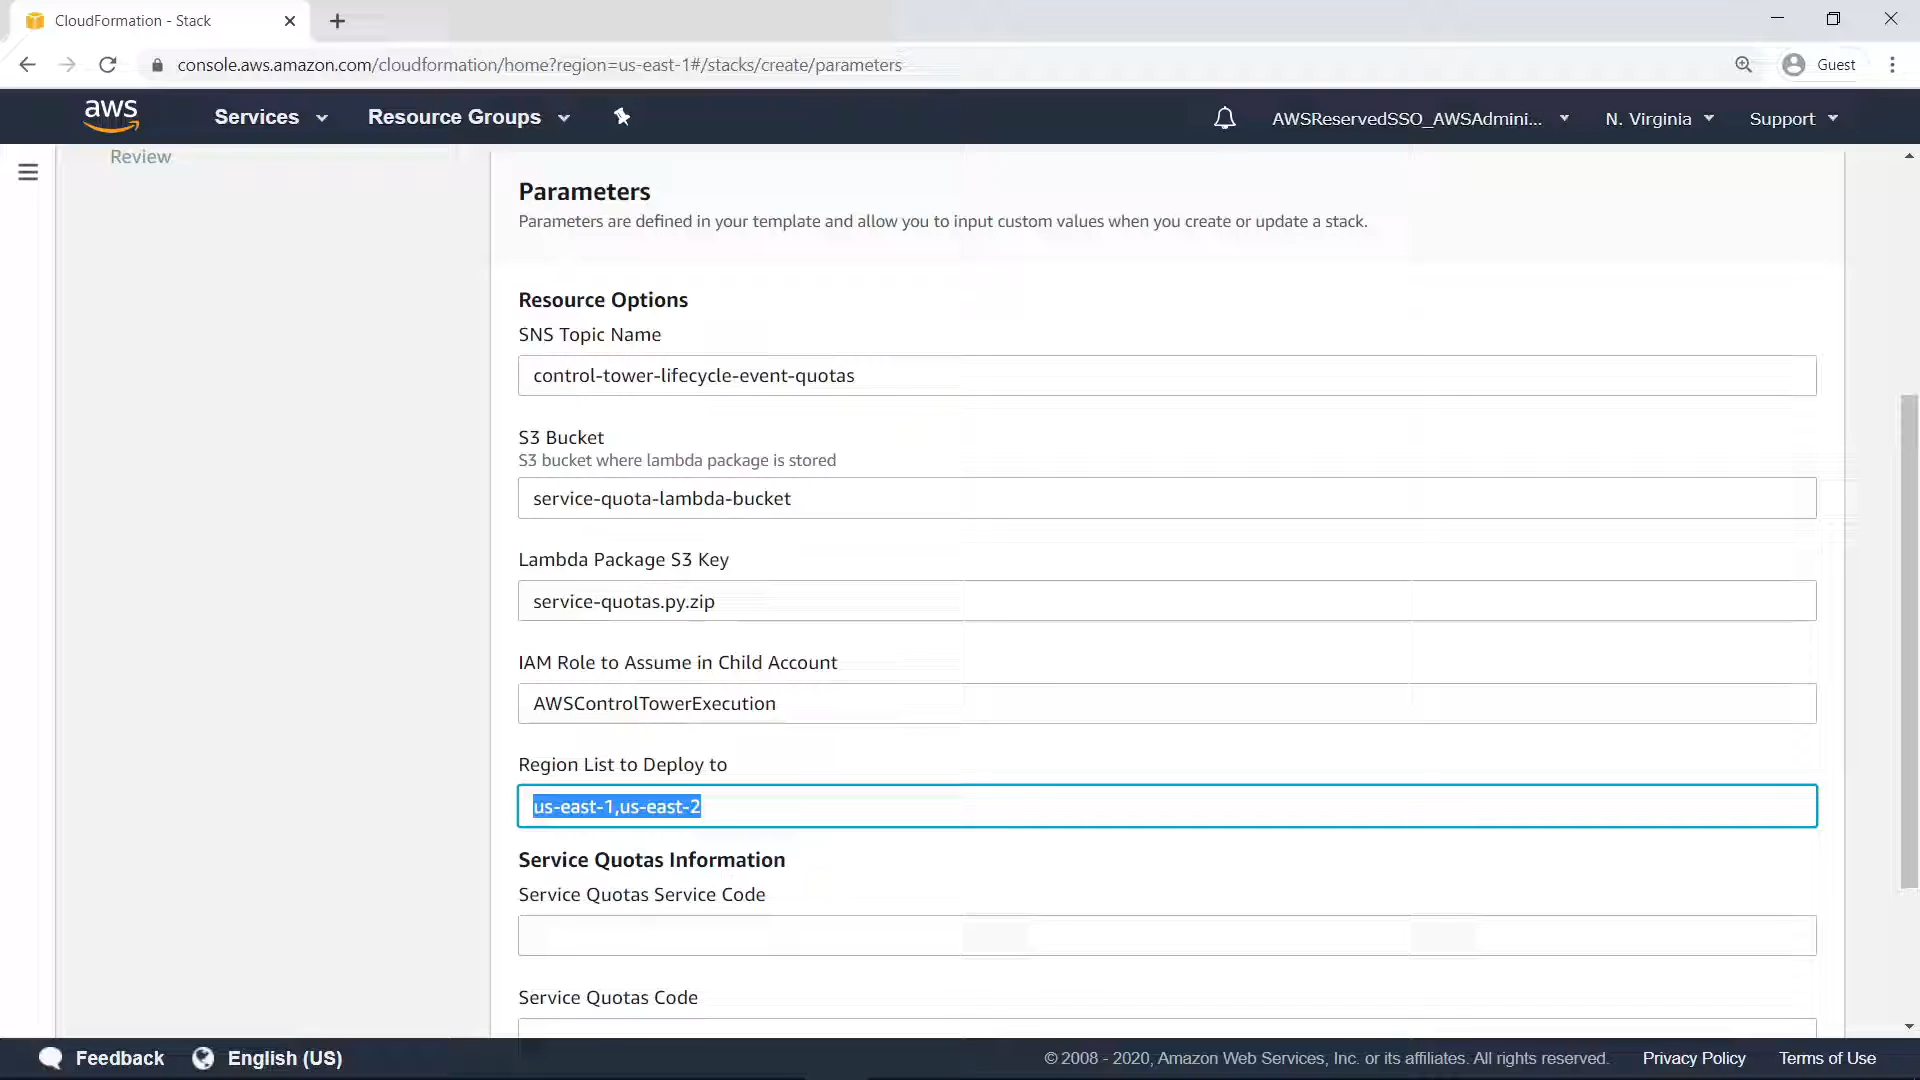 CloudFormation - Stack
console.aws.amazon.com/cloudformation/home?region=us-east-1#/stacks/create/parameters
Guest
aws
Services
Resource Groups
AWSReservedSSO_AWSAdmini...
N. Virginia
Support
Review
Parameters
Parameters are defined in your template and allow you to input custom values when you create or update a stack.
Resource Options
SNS Topic Name
control-tower-lifecycle-event-quotas
S3 Bucket
S3 bucket where lambda package is stored
service-quota-lambda-bucket
Lambda Package S3 Key
service-quotas.py.zip
IAM Role to Assume in Child Account
AWSControlTowerExecution
Region List to Deploy to
us-east-1,us-east-2
Service Quotas Information
Service Quotas Service Code
Service Quotas Code
Feedback
English (US)
© 2008 - 2020, Amazon Web Services, Inc. or its affiliates. All rights reserved.
Privacy Policy
Terms of Use